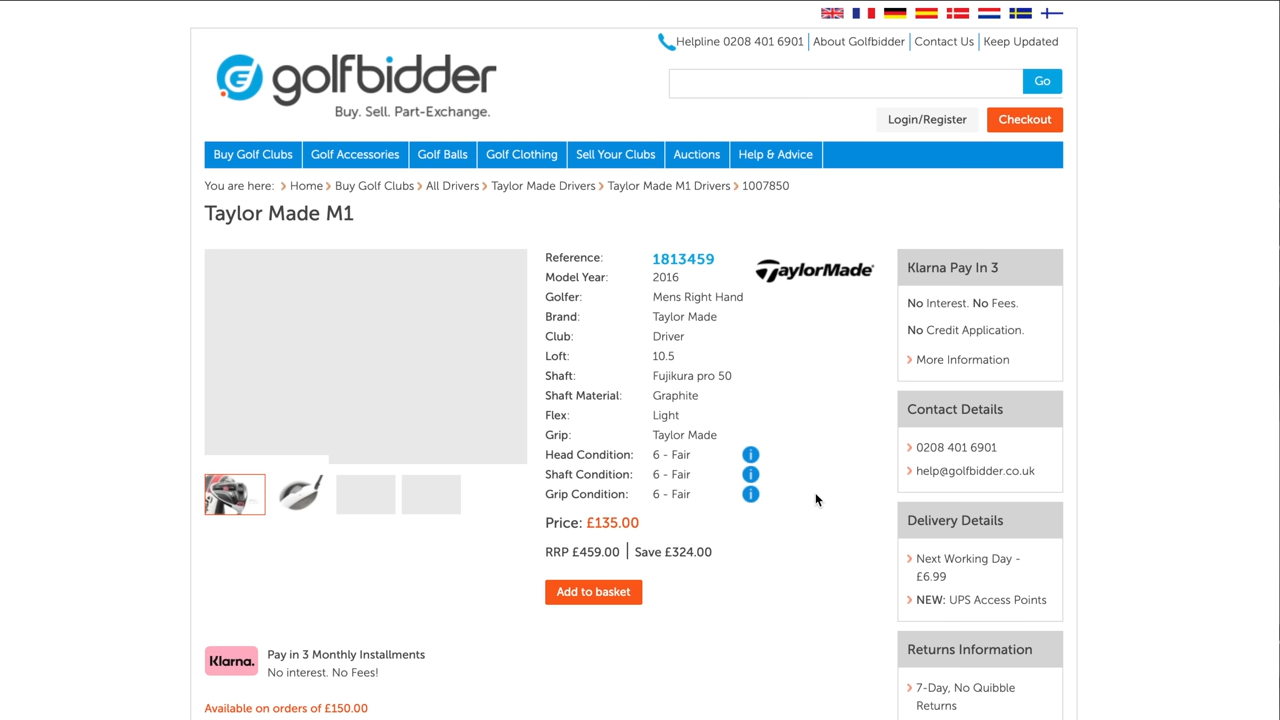 Helpline 0208 401 6901 | About Golfbidder | Contact Us | Keep Updated
golfbidder
Buy. Sell. Part-Exchange.
Go
Login/Register
Checkout
Buy Golf Clubs
Golf Accessories
Golf Balls
Golf Clothing
Sell Your Clubs
Auctions
Help & Advice
You are here: > Home > Buy Golf Clubs > All Drivers > Taylor Made Drivers > Taylor Made M1 Drivers > 1007850
Taylor Made M1
Reference: 1813459
TaylorMade
Model Year: 2016
Golfer: Mens Right Hand
Brand: Taylor Made
Club: Driver
Loft: 10.5
Shaft: Fujikura pro 50
Shaft Material: Graphite
Flex: Light
Grip: Taylor Made
Head Condition: 6 - Fair i
Shaft Condition: 6 - Fair i
Grip Condition: 6 - Fair i
Price: £135.00
RRP £459.00 | Save £324.00
Add to basket
Klarna.
Pay in 3 Monthly Installments
No interest. No Fees!
Available on orders of £150.00
Klarna Pay In 3
No Interest. No Fees.
No Credit Application.
> More Information
Contact Details
> 0208 401 6901
> help@golfbidder.co.uk
Delivery Details
> Next Working Day -
£6.99
> NEW: UPS Access Points
Returns Information
> 7-Day, No Quibble
Returns